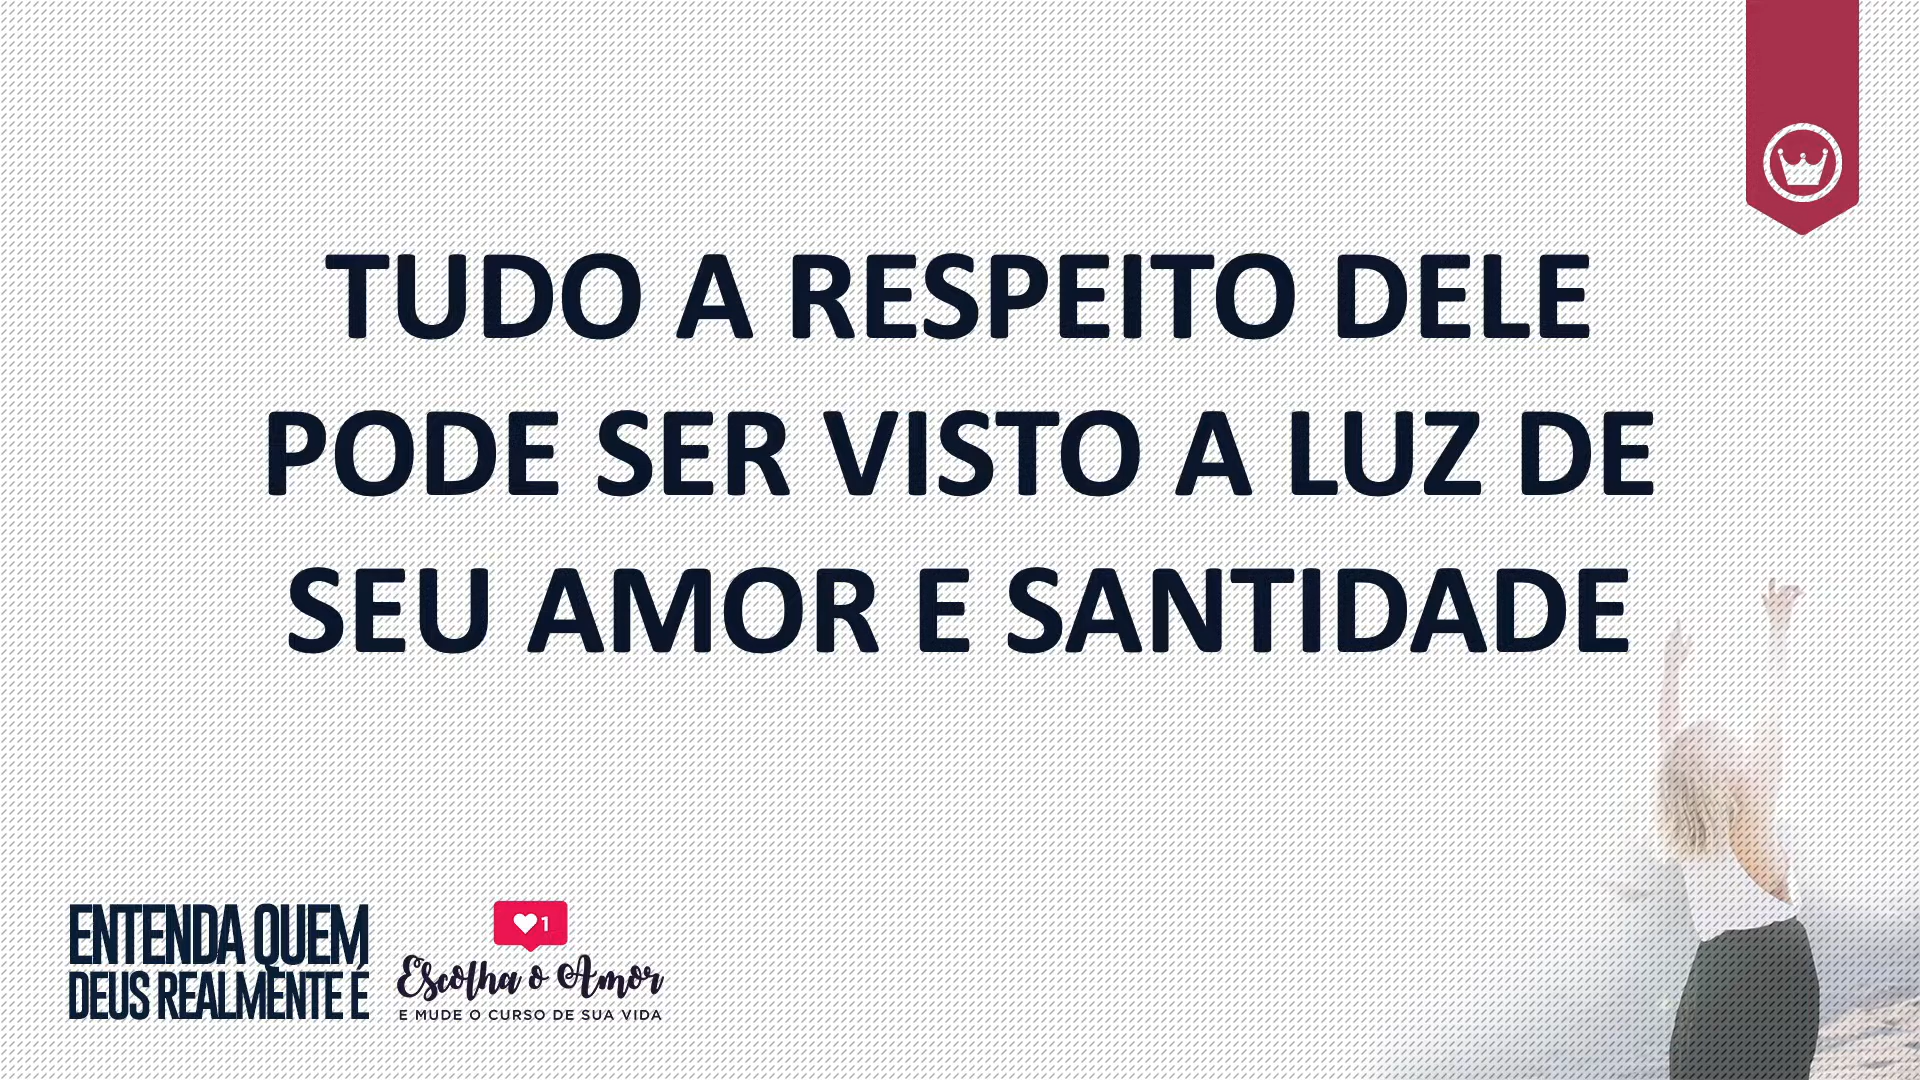 TUDO A RESPEITO DELE
PODE SER VISTO A LUZ DE
SEU AMOR E SANTIDADE
ENTENDA QUEM
DEUS REALMENTE É
1
Escolha o Amor
E MUDE O CURSO DE SUA VIDA